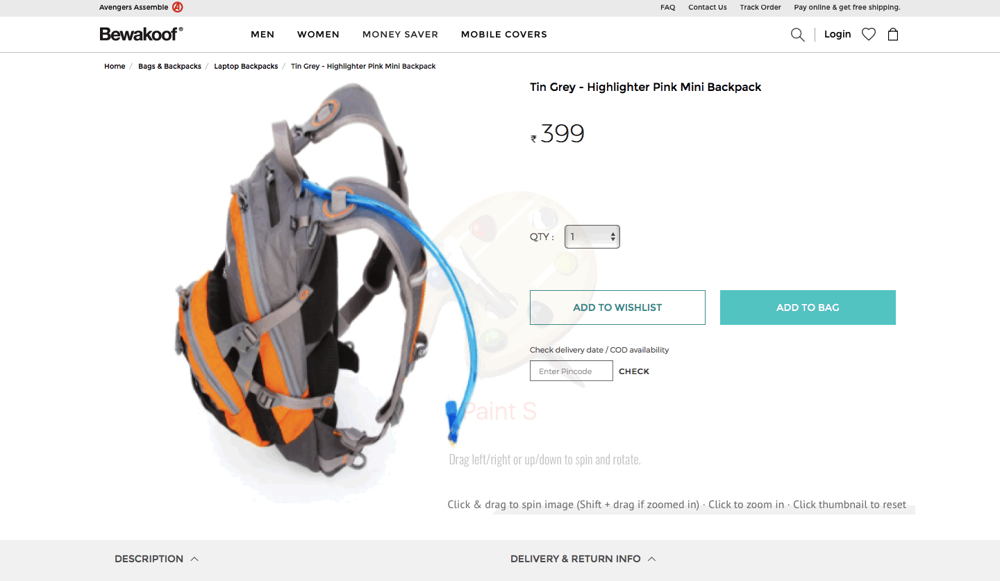 Avengers Assemble
FAQ Contact Us Track Order Pay online & get free shipping.
Bewakoof®
MEN WOMEN MONEY SAVER MOBILE COVERS
Login
Home / Bags & Backpacks / Laptop Backpacks / Tin Grey - Highlighter Pink Mini Backpack
Tin Grey - Highlighter Pink Mini Backpack
₹ 399
QTY : 1
ADD TO WISHLIST
ADD TO BAG
Check delivery date / COD availability
Enter Pincode CHECK
Paint S
Drag left/right or up/down to spin and rotate.
Click & drag to spin image (Shift + drag if zoomed in) · Click to zoom in · Click thumbnail to reset
DESCRIPTION
DELIVERY & RETURN INFO